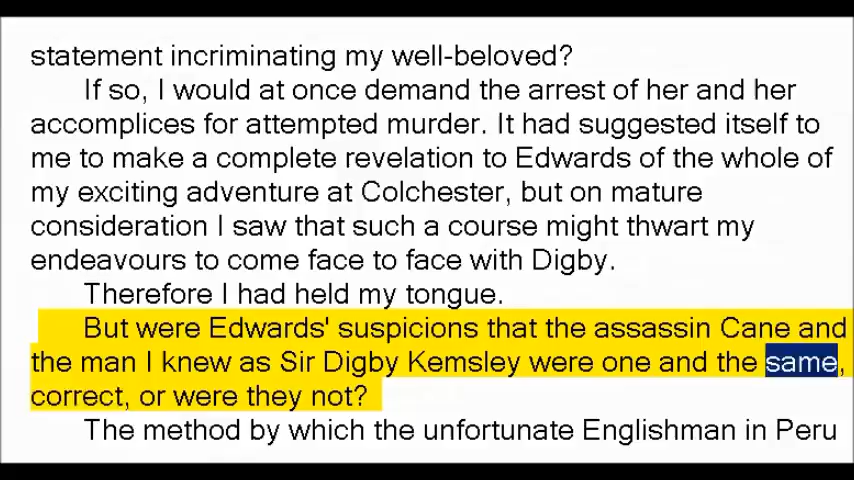 statement incriminating my well-beloved?
If so, I would at once demand the arrest of her and her
accomplices for attempted murder. It had suggested itself to
me to make a complete revelation to Edwards of the whole of
my exciting adventure at Colchester, but on mature
consideration I saw that such a course might thwart my
endeavours to come face to face with Digby.
Therefore I had held my tongue.
But were Edwards' suspicions that the assassin Cane and
the man I knew as Sir Digby Kemsley were one and the same,
correct, or were they not?
The method by which the unfortunate Englishman in Peru